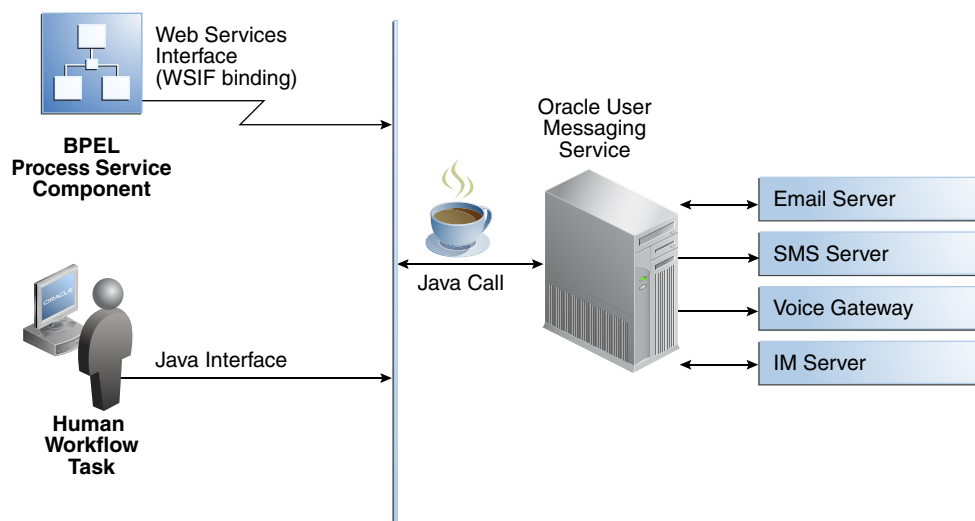 Web Services
Interface
(WSIF binding)
BPEL
Process Service
Component
Oracle User
Messaging
Service
Email Server
SMS Server
Voice Gateway
IM Server
Java Call
ORACLE
Java Interface
Human
Workflow
Task